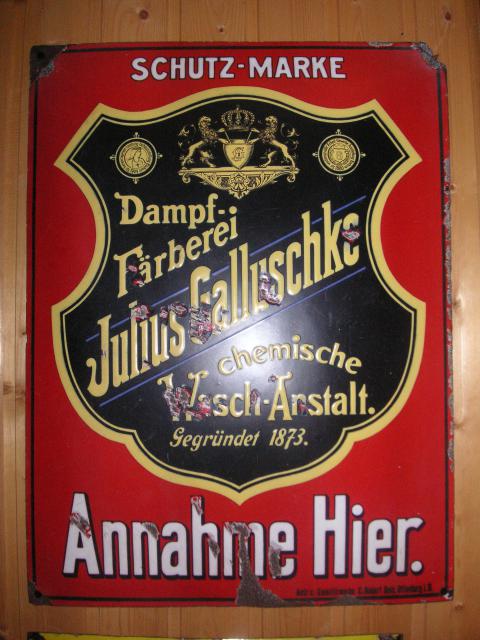 SCHUTZ-MARKE
Dampf-
Färberei
Julius Galluschke
chemische
Wasch-Anstalt.
Gegründet 1873.
Annahme Hier.